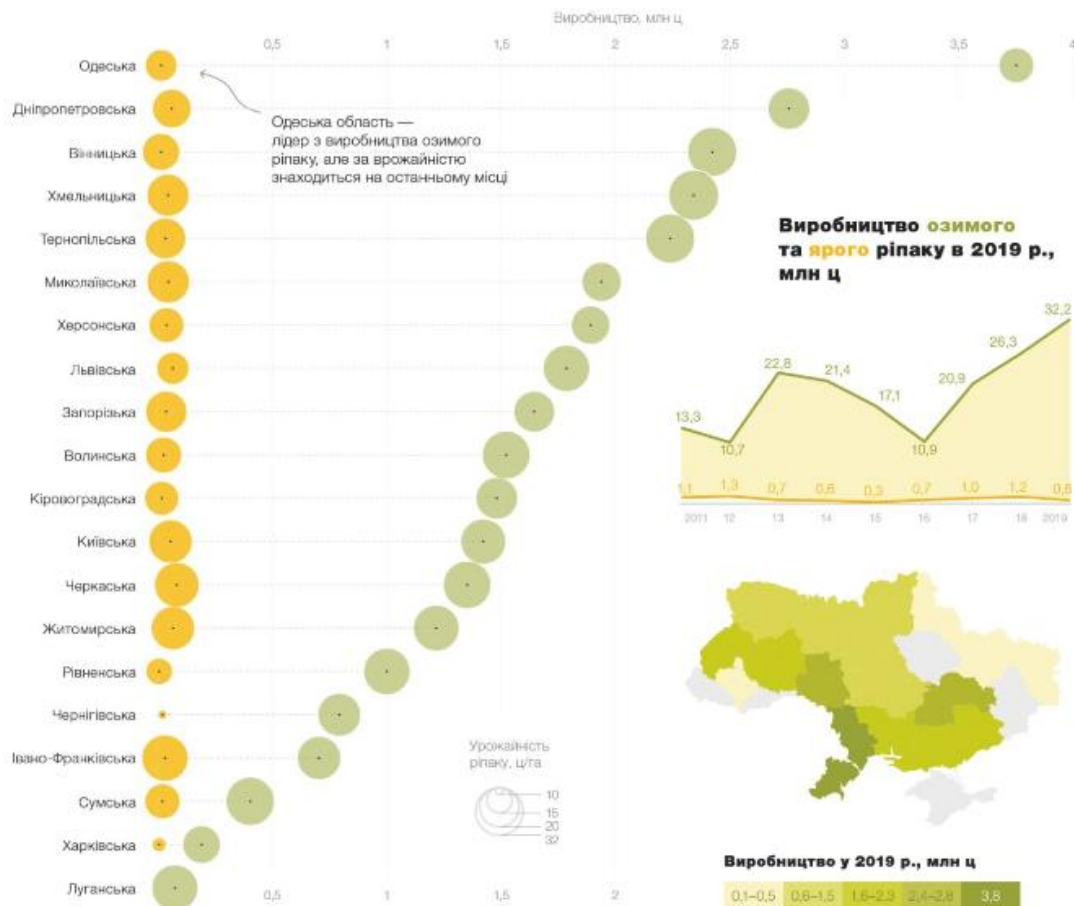 Виробництво, млн ц
0,5 1 1,5 2 2,5 3 3,5 4
Одеська
Дніпропетровська
Вінницька
Хмельницька
Тернопільська
Миколаївська
Херсонська
Львівська
Запорізька
Волинська
Кіровоградська
Київська
Черкаська
Житомирська
Рівненська
Чернігівська
Івано-Франківська
Сумська
Харківська
Луганська
Одеська область —
лідер з виробництва озимого
ріпаку, але за врожайністю
знаходиться на останньому місці
Урожайність
ріпаку, ц/га
10
15
20
32
0,5 1 1,5 2
Виробництво озимого
та ярого ріпаку в 2019 р.,
млн ц
13,3 10,7 22,8 21,4 17,1 10,9 20,9 26,3 32,2
1,1 1,3 0,7 0,6 0,3 0,7 1,0 1,2 0,6
2011 12 13 14 15 16 17 18 2019
Виробництво у 2019 р., млн ц
0,1–0,5 0,6–1,5 1,6–2,3 2,4–2,8 3,8